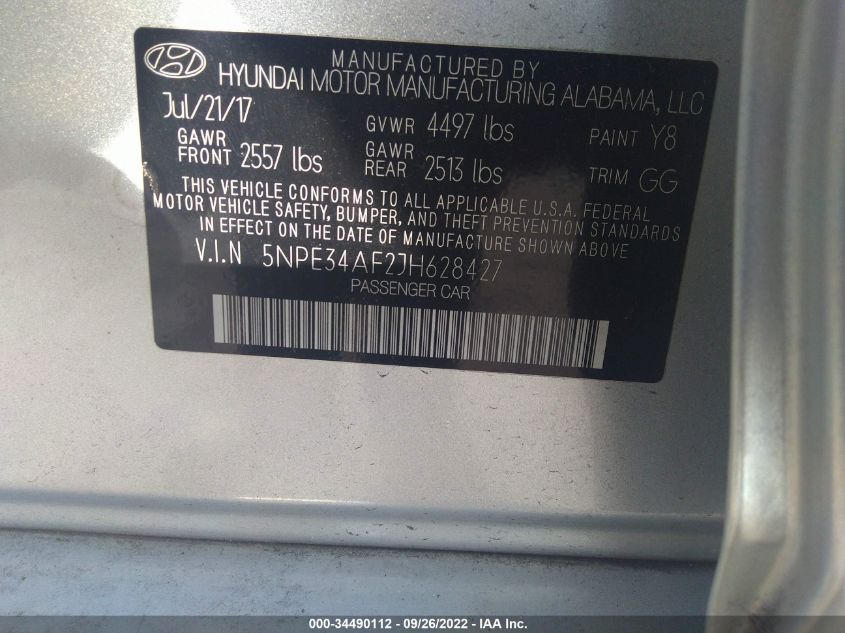 MANUFACTURED BY
HYUNDAI MOTOR MANUFACTURING ALABAMA, LLC
Jul/21/17
GVWR 4497 lbs
PAINT Y8
GAWR FRONT 2557 lbs
GAWR REAR 2513 lbs
TRIM GG
THIS VEHICLE CONFORMS TO ALL APPLICABLE U.S.A. FEDERAL
MOTOR VEHICLE SAFETY, BUMPER, AND THEFT PREVENTION STANDARDS
IN EFFECT ON THE DATE OF MANUFACTURE SHOWN ABOVE
V.I.N 5NPE34AF2JH628427
PASSENGER CAR
000-34490112 - 09/26/2022 - IAA Inc.